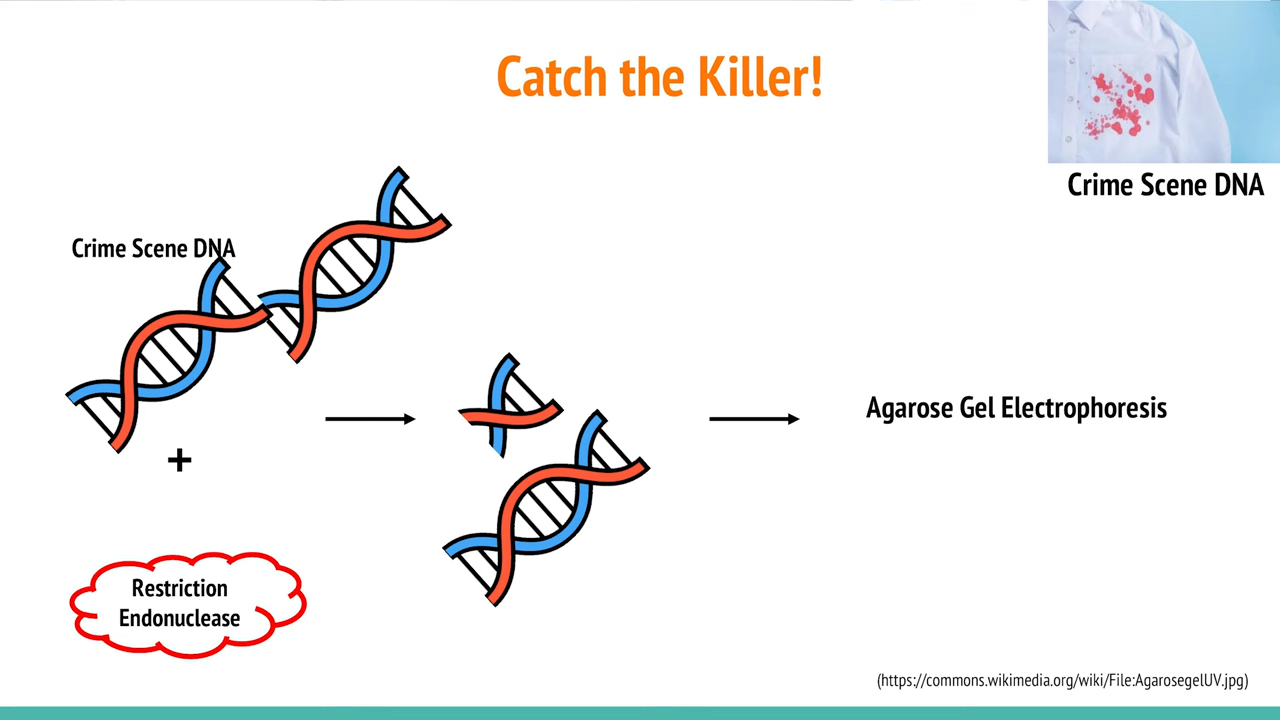 Catch the Killer!
Crime Scene DNA
Crime Scene DNA
+
Restriction
Endonuclease
Agarose Gel Electrophoresis
(https://commons.wikimedia.org/wiki/File:AgarosegelUV.jpg)